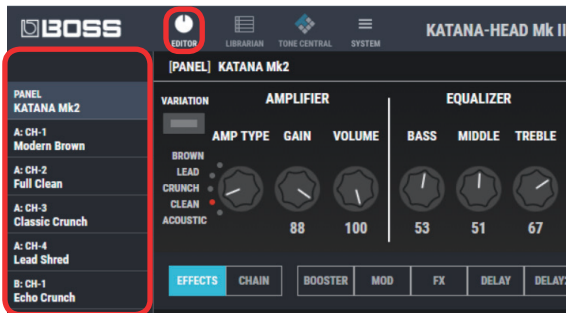 BOSS
EDITOR
LIBRARIAN
TONE CENTRAL
SYSTEM
KATANA-HEAD Mk II
[PANEL] KATANA Mk2
PANEL
KATANA Mk2
A: CH-1
Modern Brown
A: CH-2
Full Clean
A: CH-3
Classic Crunch
A: CH-4
Lead Shred
B: CH-1
Echo Crunch
VARIATION
AMPLIFIER
EQUALIZER
AMP TYPE GAIN VOLUME BASS MIDDLE TREBLE
BROWN
LEAD
CRUNCH
CLEAN
ACOUSTIC
88 100 53 51 67
EFFECTS CHAIN BOOSTER MOD FX DELAY DELAY2